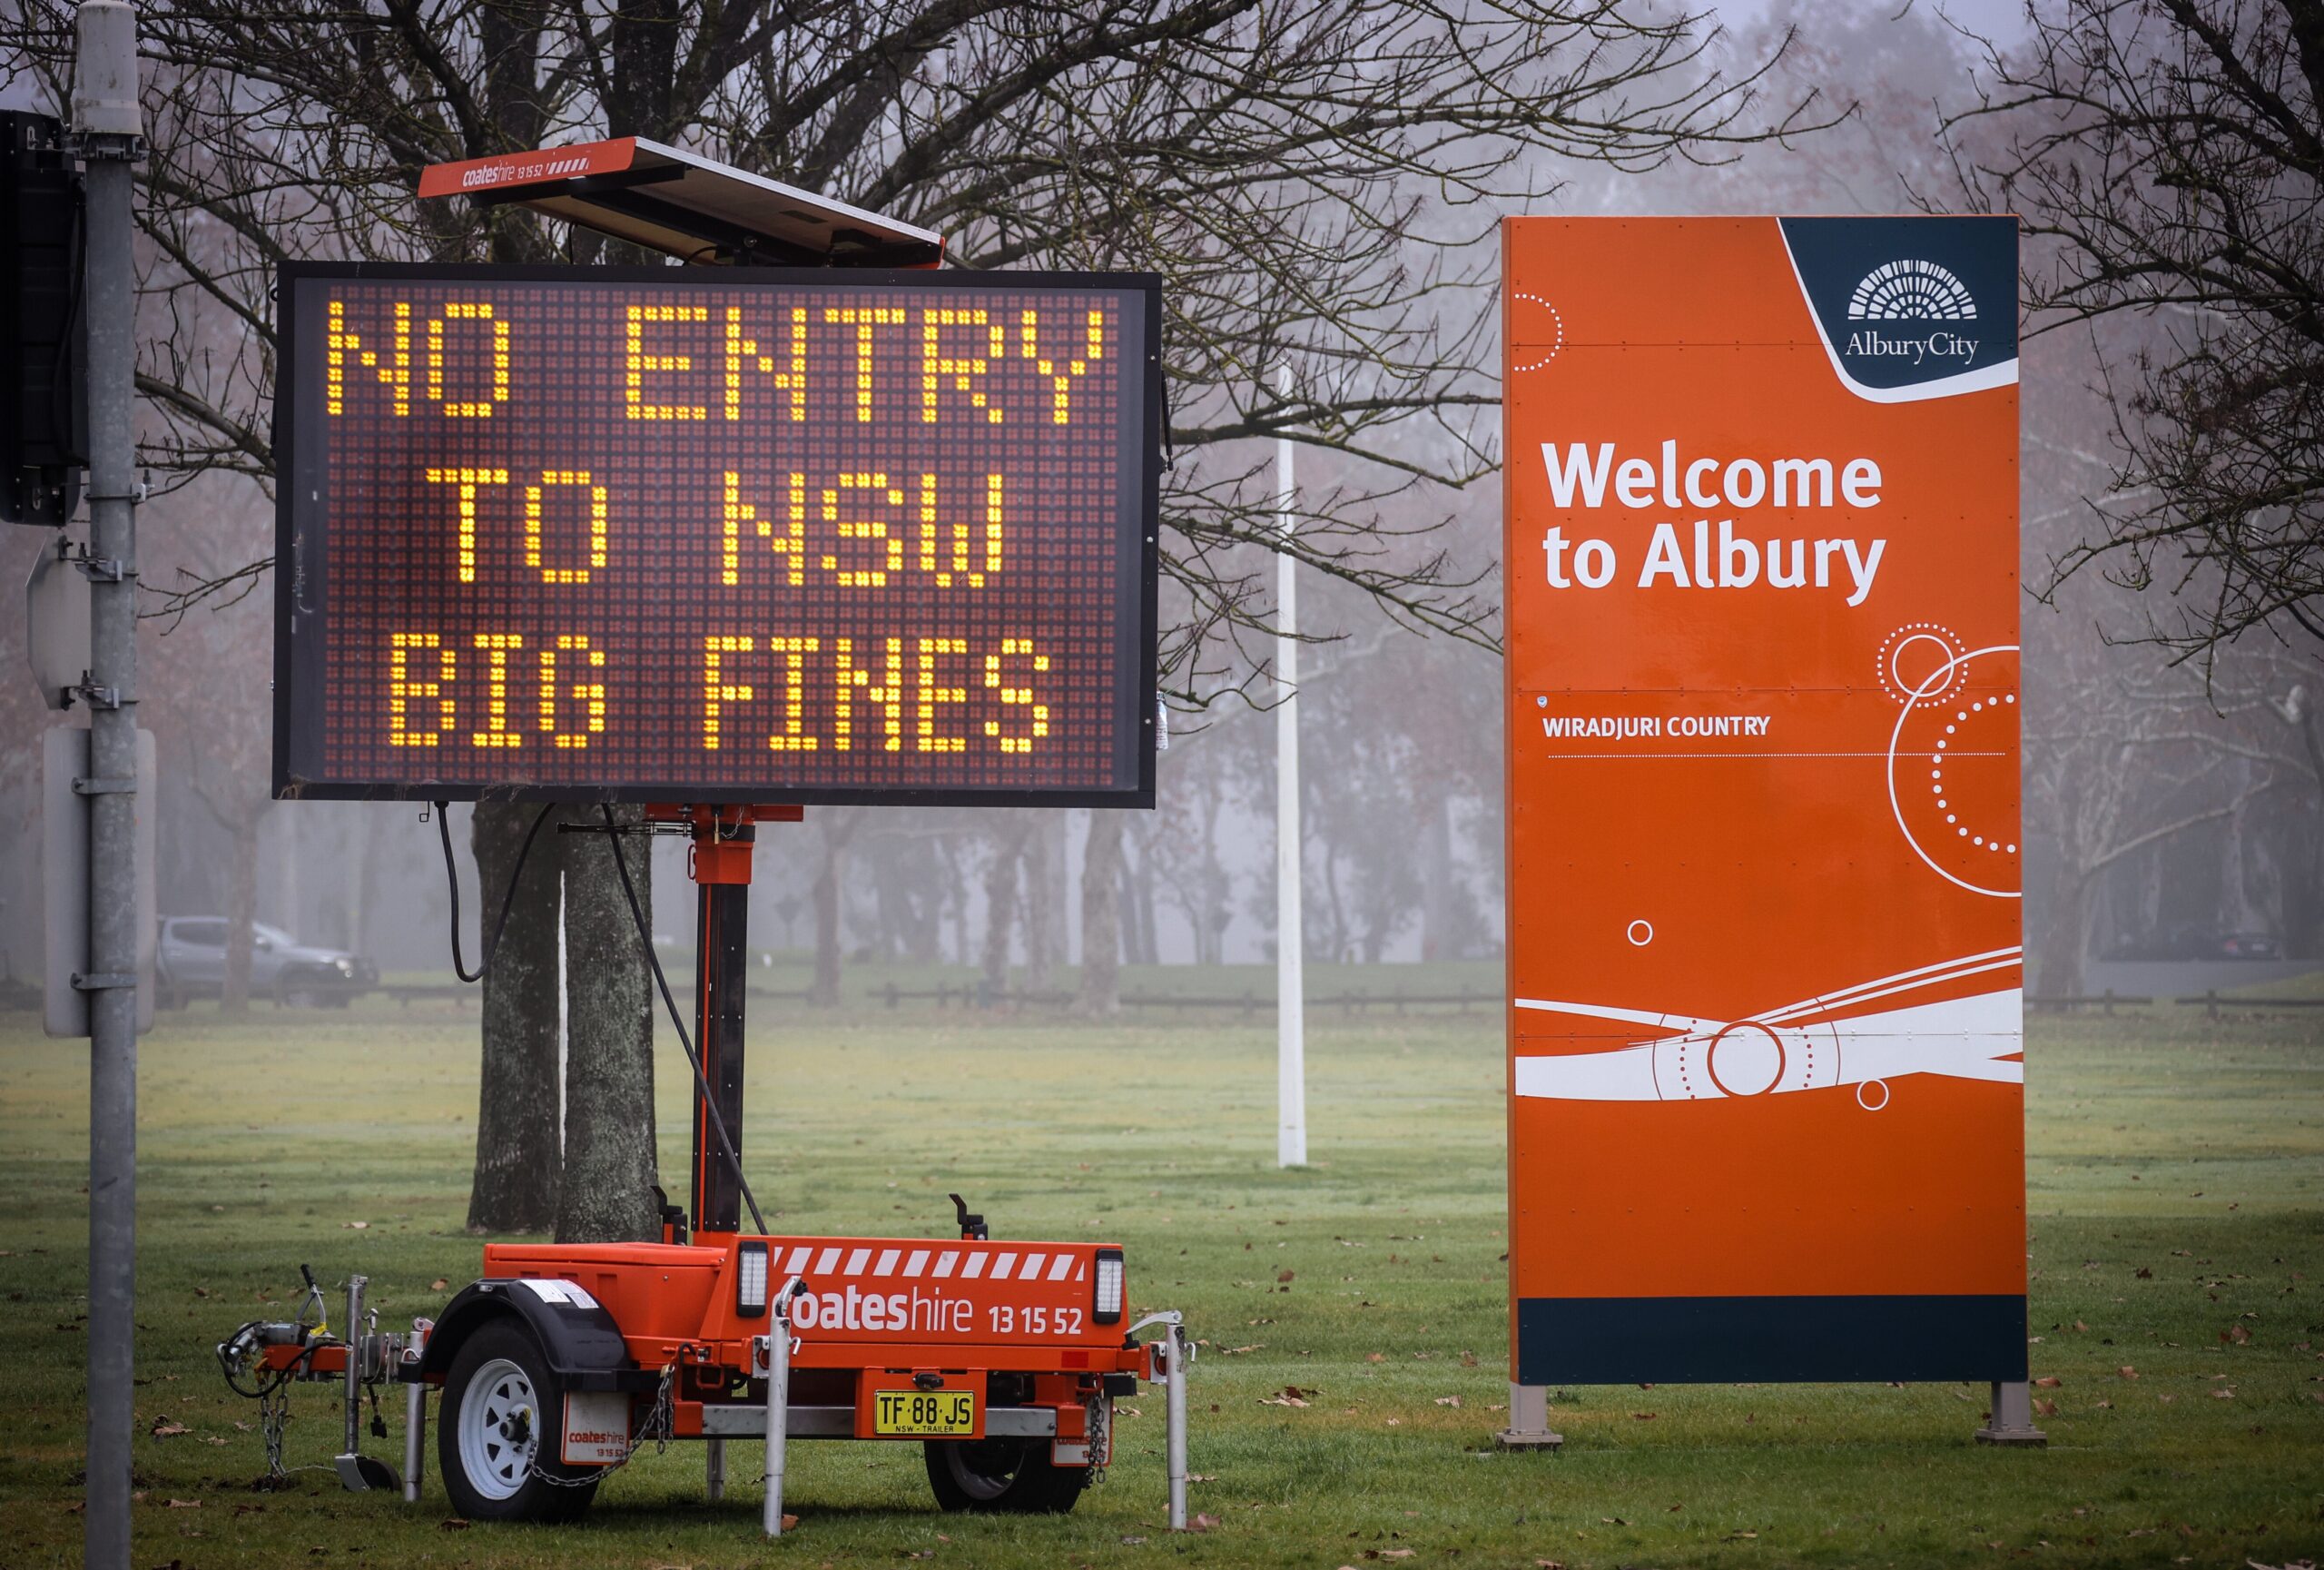 coateshire 13 15 52
NO ENTRY
TO NSW
BIG FINES
AlburyCity
Welcome
to Albury
WIRADJURI COUNTRY
coateshire 13 15 52
TF·88·JS
NSW - TRAILER
coateshire
13 15 52
coates